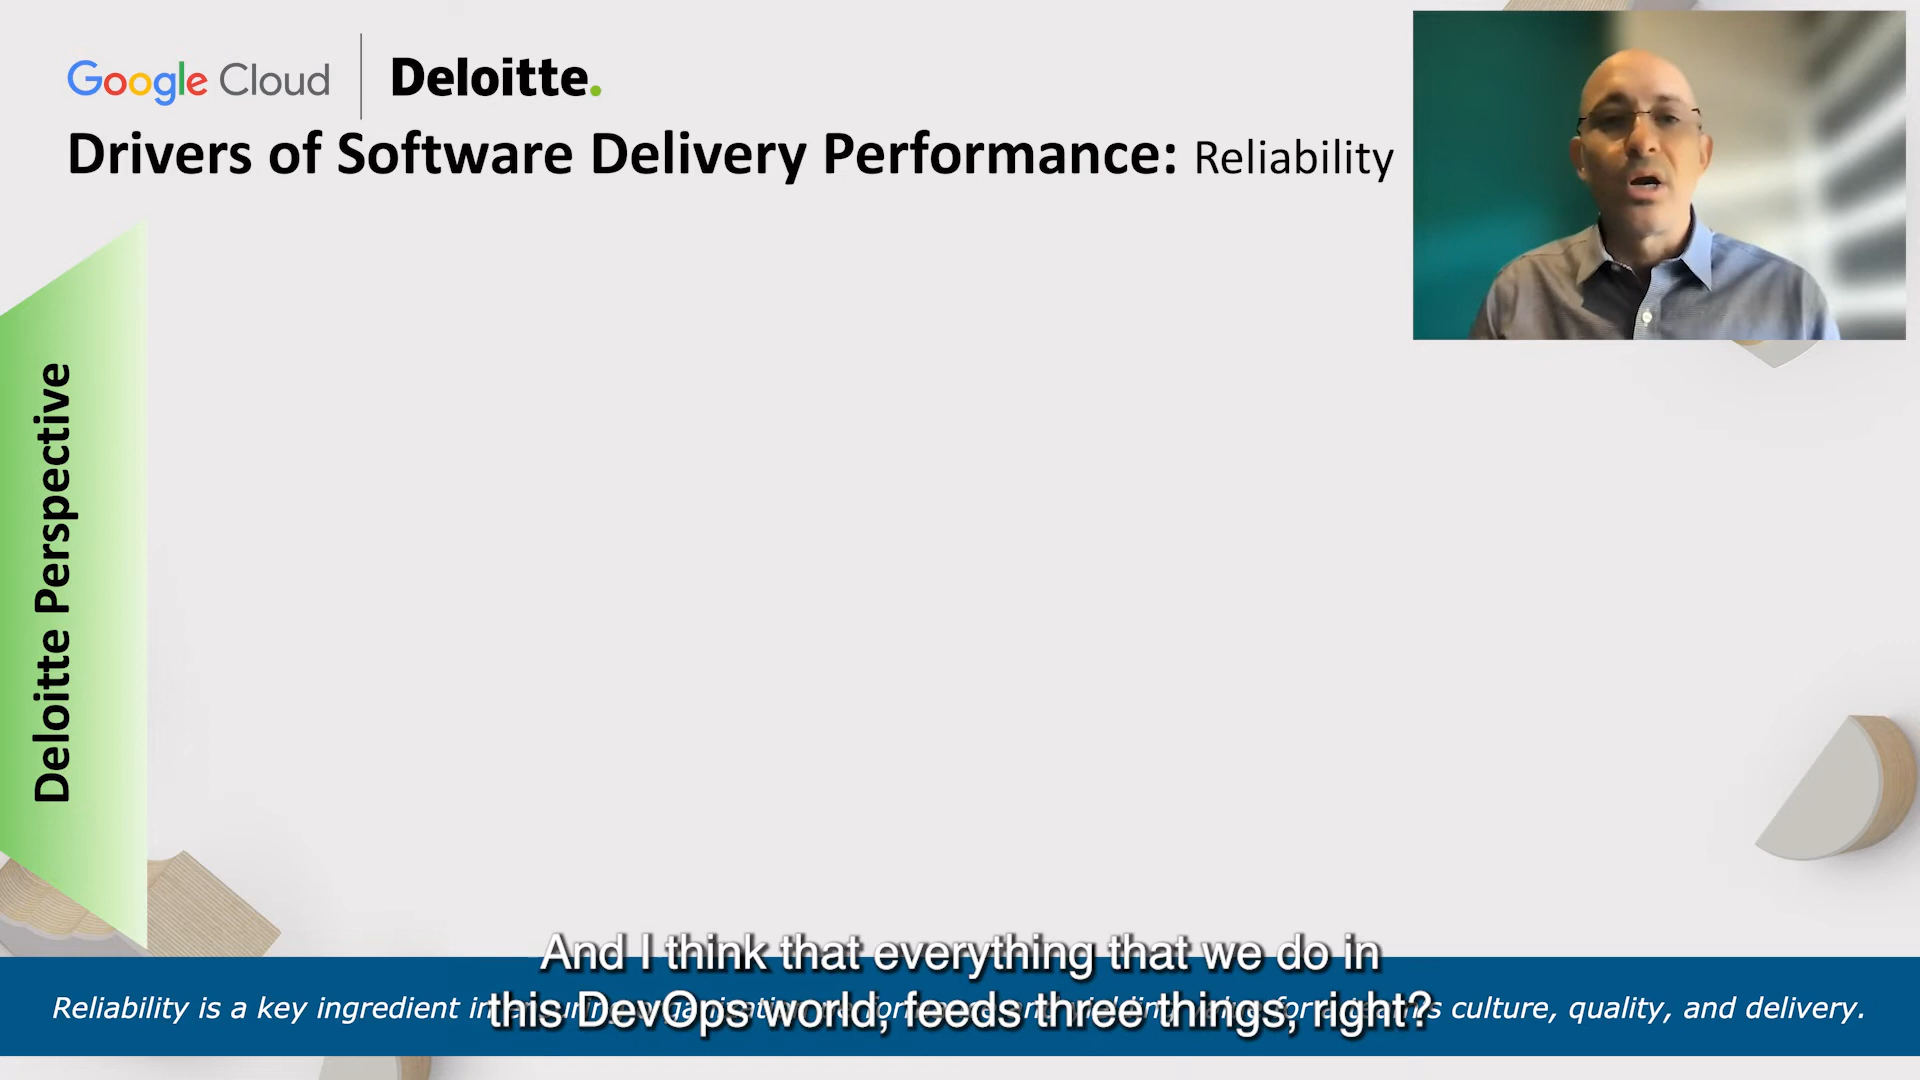 Google Cloud | Deloitte.
Drivers of Software Delivery Performance: Reliability
Deloitte Perspective
And I think that everything that we do in
this DevOps world, feeds three things, right?
Reliability is a key ingredient in culture, quality, and delivery.